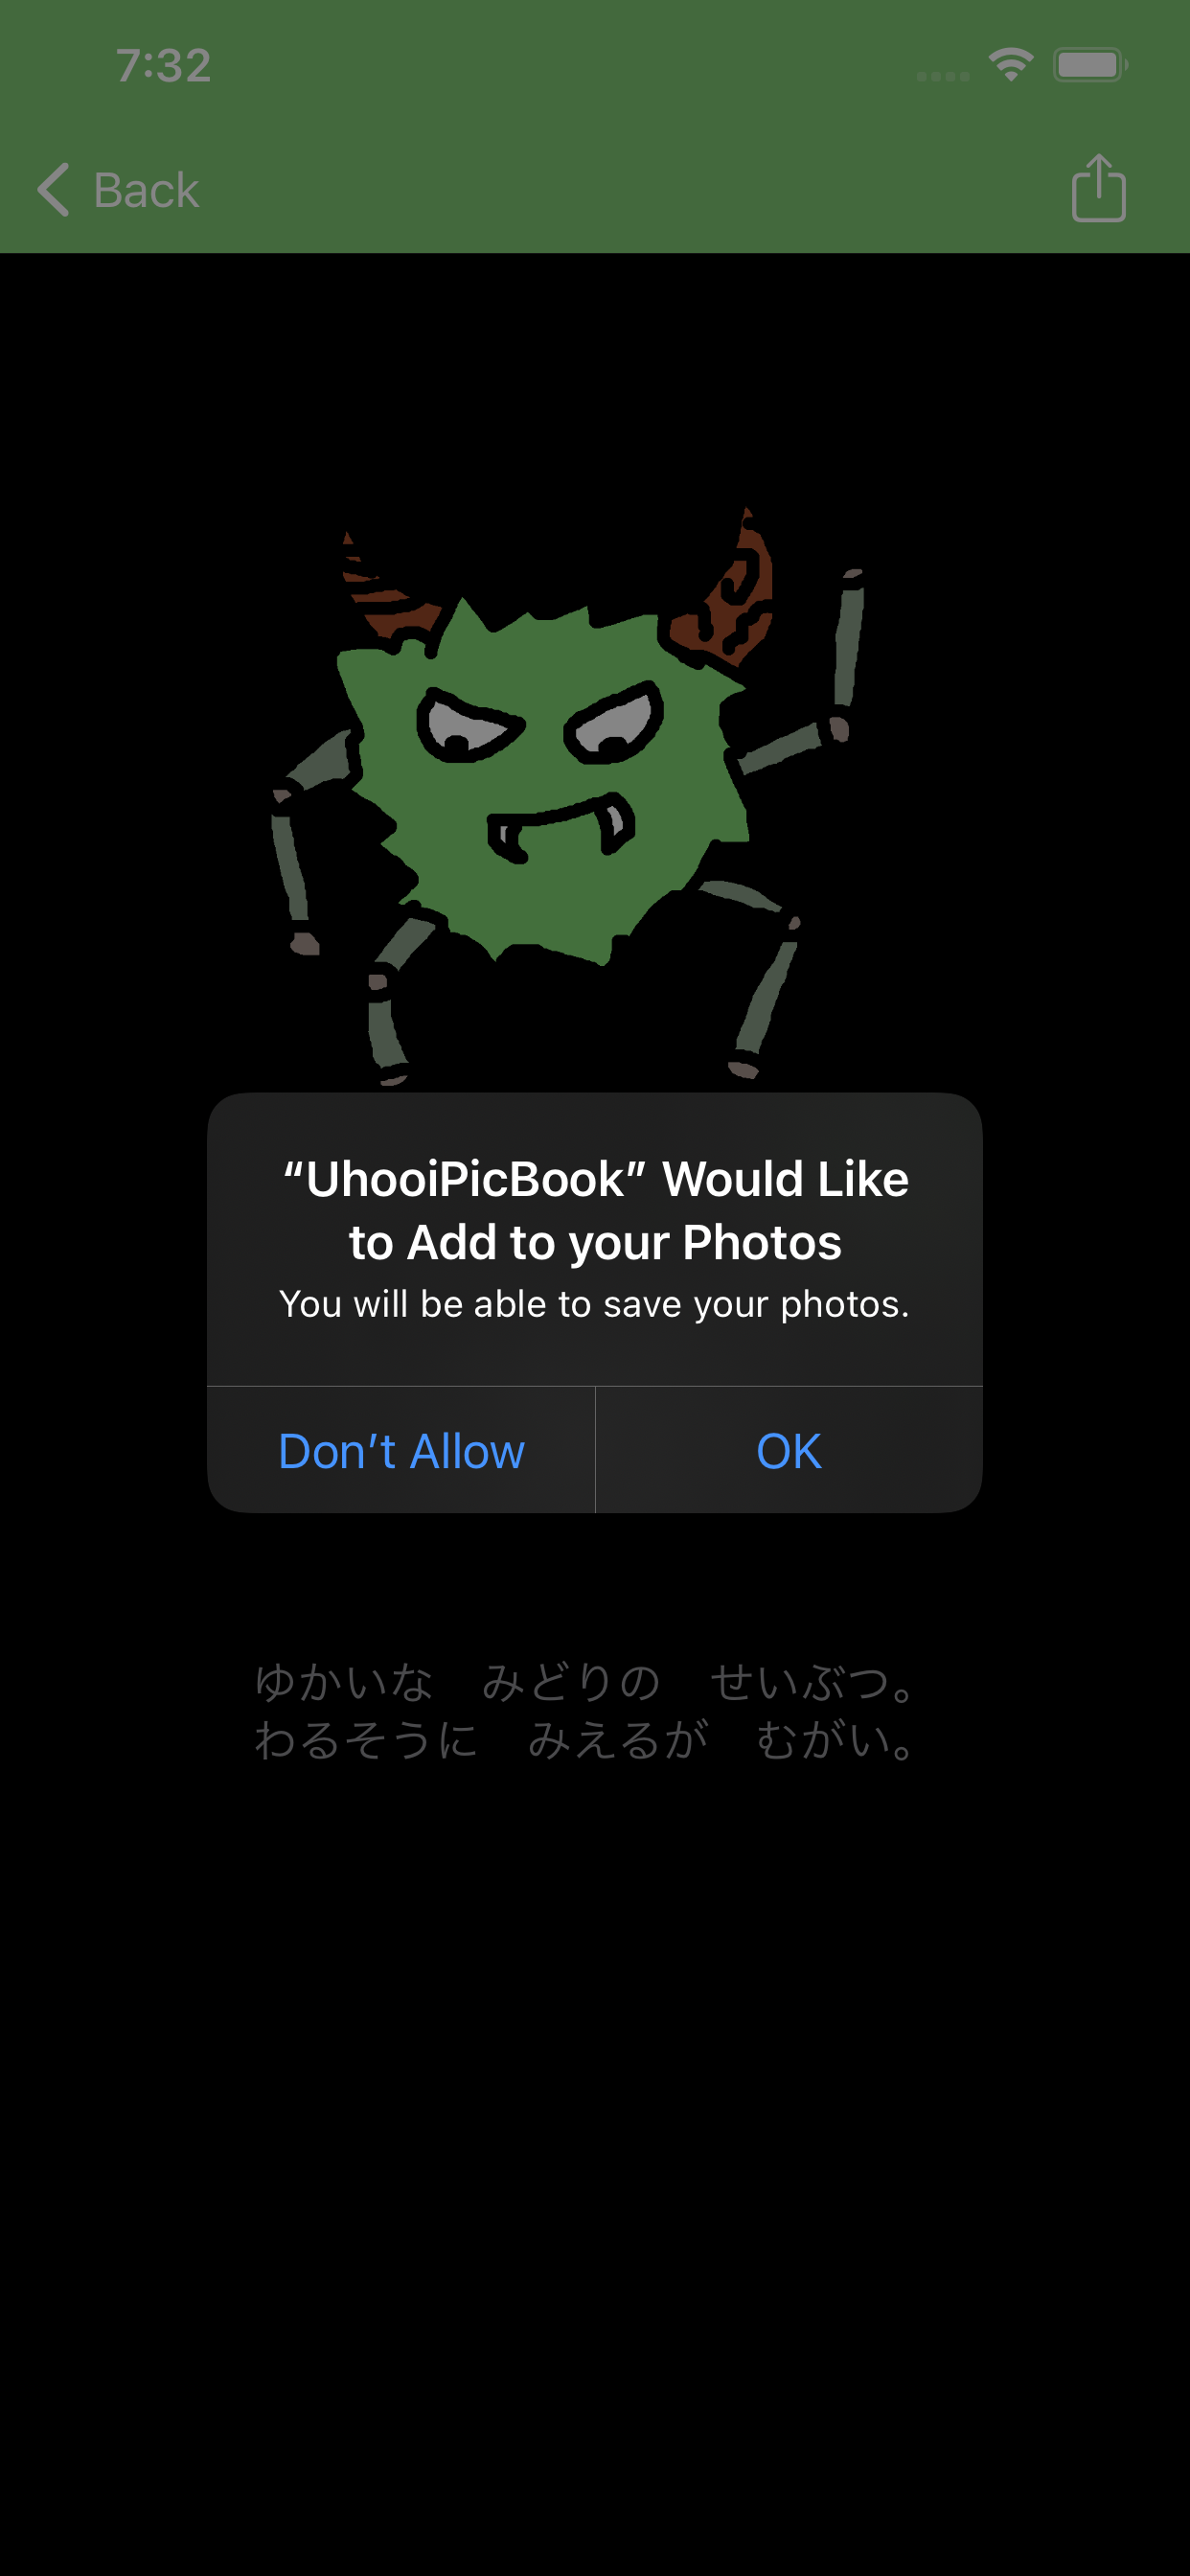 7:32
Back
“UhooiPicBook” Would Like
to Add to your Photos
You will be able to save your photos.
Don’t Allow
OK
ゆかいな　みどりの　せいぶつ。
わるそうに　みえるが　むがい。